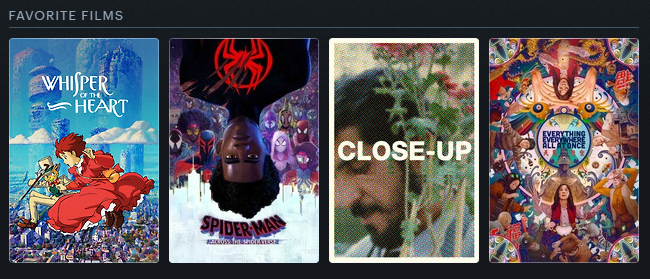 FAVORITE FILMS
WHISPER
OF THE
HEART
SPIDER-MAN
ACROSS THE SPIDER-VERSE
CLOSE-UP
EVERYTHING
EVERYWHERE
ALL AT ONCE